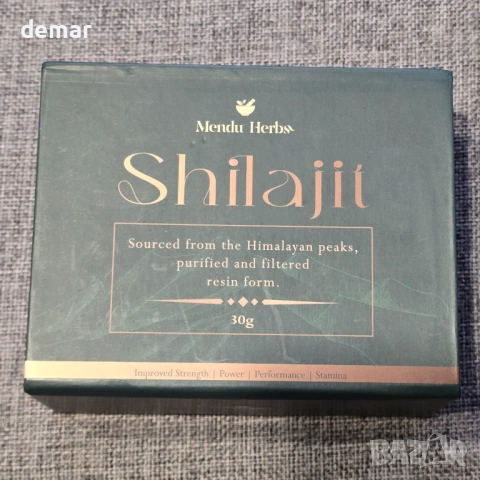 demar
Mendu Herbs
Shilajit
Sourced from the Himalayan peaks,
purified and filtered
resin form.
30g
Improved Strength | Power | Performance | Stamina
BAZAR